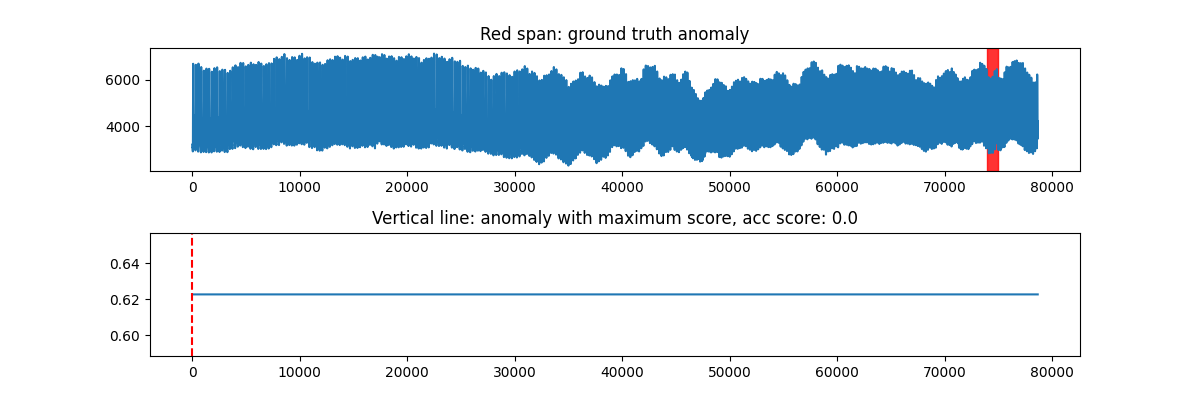 Red span: ground truth anomaly
6000
4000
0 10000 20000 30000 40000 50000 60000 70000 80000
Vertical line: anomaly with maximum score, acc score: 0.0
0.64
0.62
0.60
0 10000 20000 30000 40000 50000 60000 70000 80000